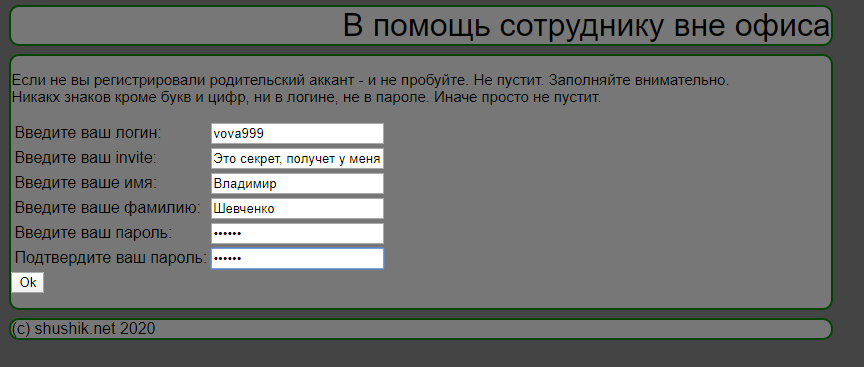 В помощь сотруднику вне офиса
Если не вы регистрировали родительский аккант - и не пробуйте. Не пустит. Заполняйте внимательно.
Никакх знаков кроме букв и цифр, ни в логине, не в пароле. Иначе просто не пустит.
Введите ваш логин: vova999
Введите ваш invite: Это секрет, получет у меня
Введите ваше имя: Владимир
Введите ваше фамилию: Шевченко
Введите ваш пароль: ••••••
Подтвердите ваш пароль: ••••••
Ok
(c) shushik.net 2020